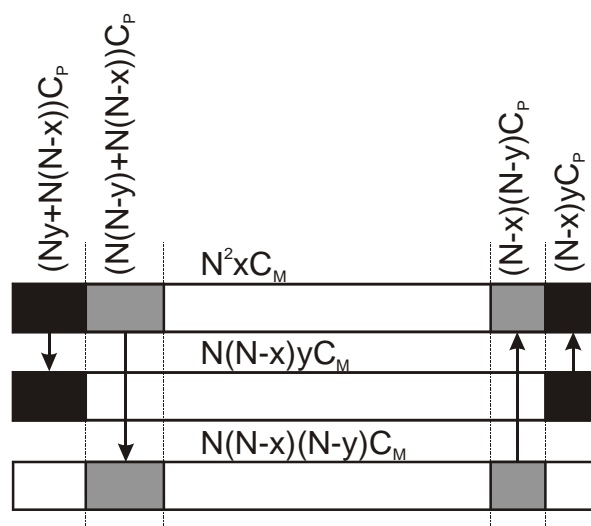 (Ny+N(N-x))C_P
(N(N-y)+N(N-x))C_P
(N-x)(N-y)C_P
(N-x)yC_P
N²xC_M
N(N-x)yC_M
N(N-x)(N-y)C_M